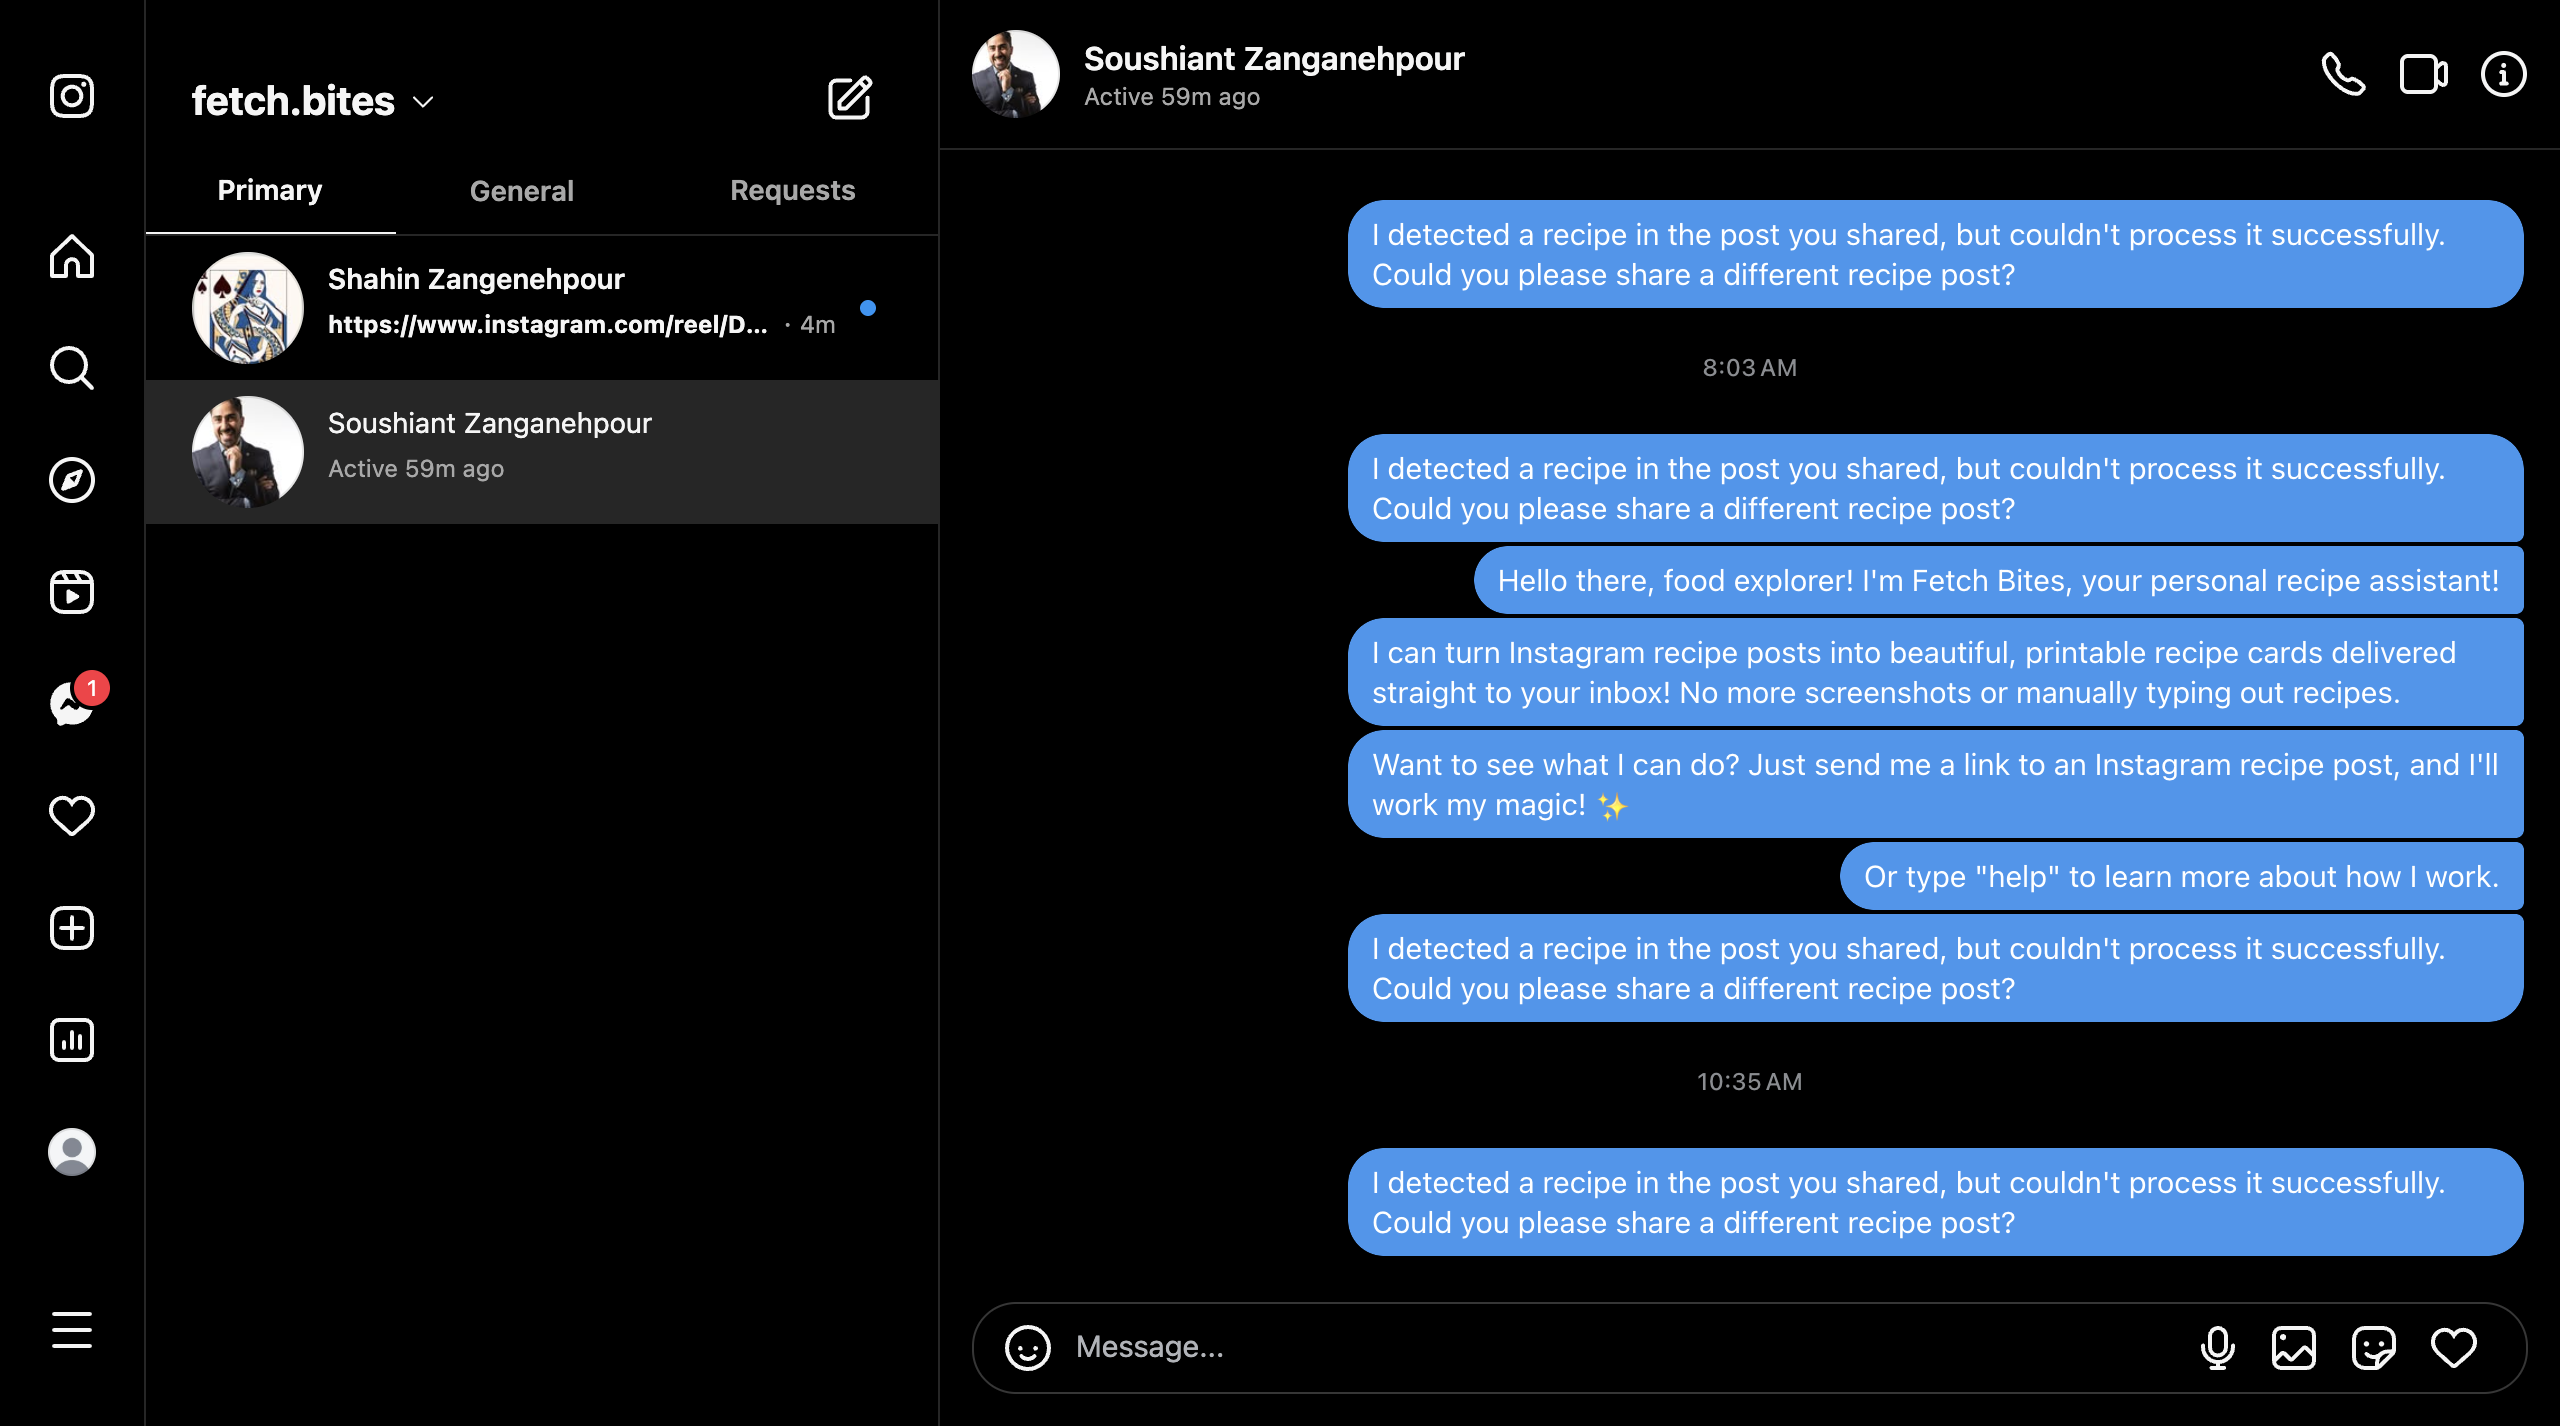 fetch.bites
Primary
General
Requests
Shahin Zangenehpour
https://www.instagram.com/reel/D... · 4m
Soushiant Zanganehpour
Active 59m ago
1
Soushiant Zanganehpour
Active 59m ago
I detected a recipe in the post you shared, but couldn't process it successfully.
Could you please share a different recipe post?
8:03 AM
I detected a recipe in the post you shared, but couldn't process it successfully.
Could you please share a different recipe post?
Hello there, food explorer! I'm Fetch Bites, your personal recipe assistant!
I can turn Instagram recipe posts into beautiful, printable recipe cards delivered
straight to your inbox! No more screenshots or manually typing out recipes.
Want to see what I can do? Just send me a link to an Instagram recipe post, and I'll
work my magic! ✨
Or type "help" to learn more about how I work.
I detected a recipe in the post you shared, but couldn't process it successfully.
Could you please share a different recipe post?
10:35 AM
I detected a recipe in the post you shared, but couldn't process it successfully.
Could you please share a different recipe post?
Message...